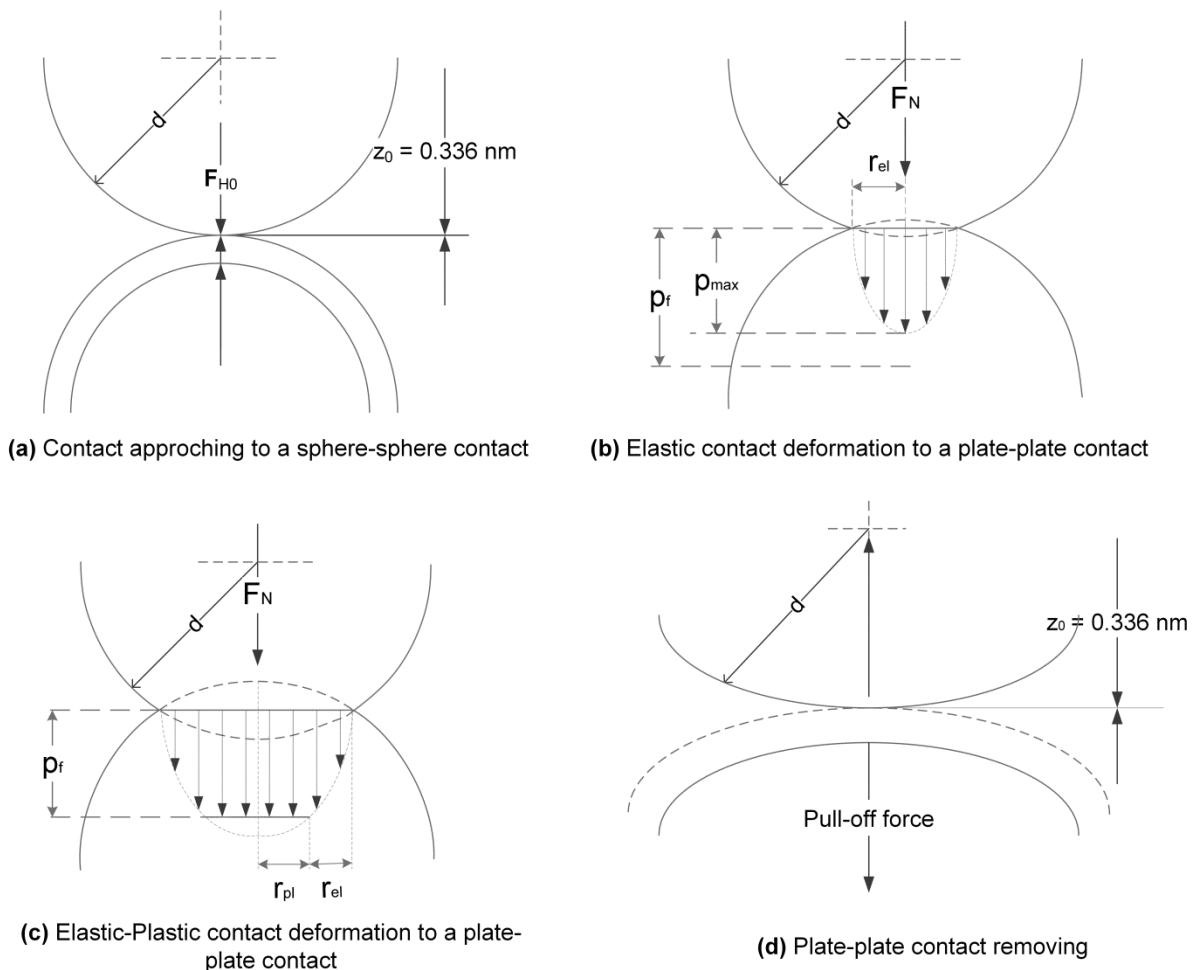 d
F_H0
z_0 = 0.336 nm
(a) Contact approching to a sphere-sphere contact
d
F_N
r_el
p_f
p_max
(b) Elastic contact deformation to a plate-plate contact
d
F_N
p_f
r_pl
r_el
(c) Elastic-Plastic contact deformation to a plate-
plate contact
d
z_0 = 0.336 nm
Pull-off force
(d) Plate-plate contact removing